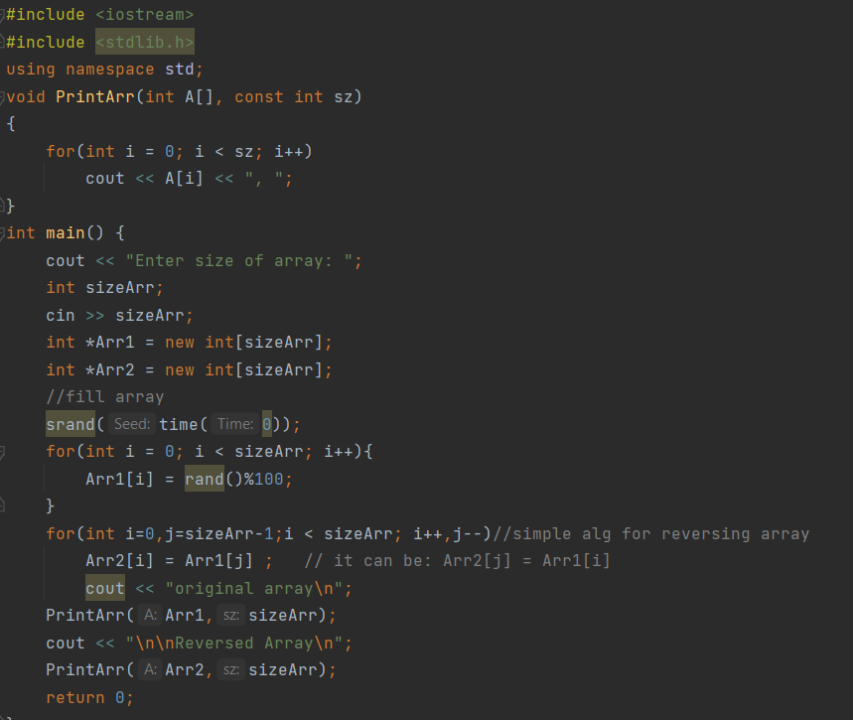 #include <iostream>
#include <stdlib.h>
using namespace std;
void PrintArr(int A[], const int sz)
{
    for(int i = 0; i < sz; i++)
        cout << A[i] << ", ";
}
int main() {
    cout << "Enter size of array: ";
    int sizeArr;
    cin >> sizeArr;
    int *Arr1 = new int[sizeArr];
    int *Arr2 = new int[sizeArr];
    //fill array
    srand( Seed: time( Time: 0));
    for(int i = 0; i < sizeArr; i++){
        Arr1[i] = rand()%100;
    }
    for(int i=0,j=sizeArr-1;i < sizeArr; i++,j--)//simple alg for reversing array
        Arr2[i] = Arr1[j] ;   // it can be: Arr2[j] = Arr1[i]
        cout << "original array\n";
    PrintArr( A: Arr1, sz: sizeArr);
    cout << "\n\nReversed Array\n";
    PrintArr( A: Arr2, sz: sizeArr);
    return 0;